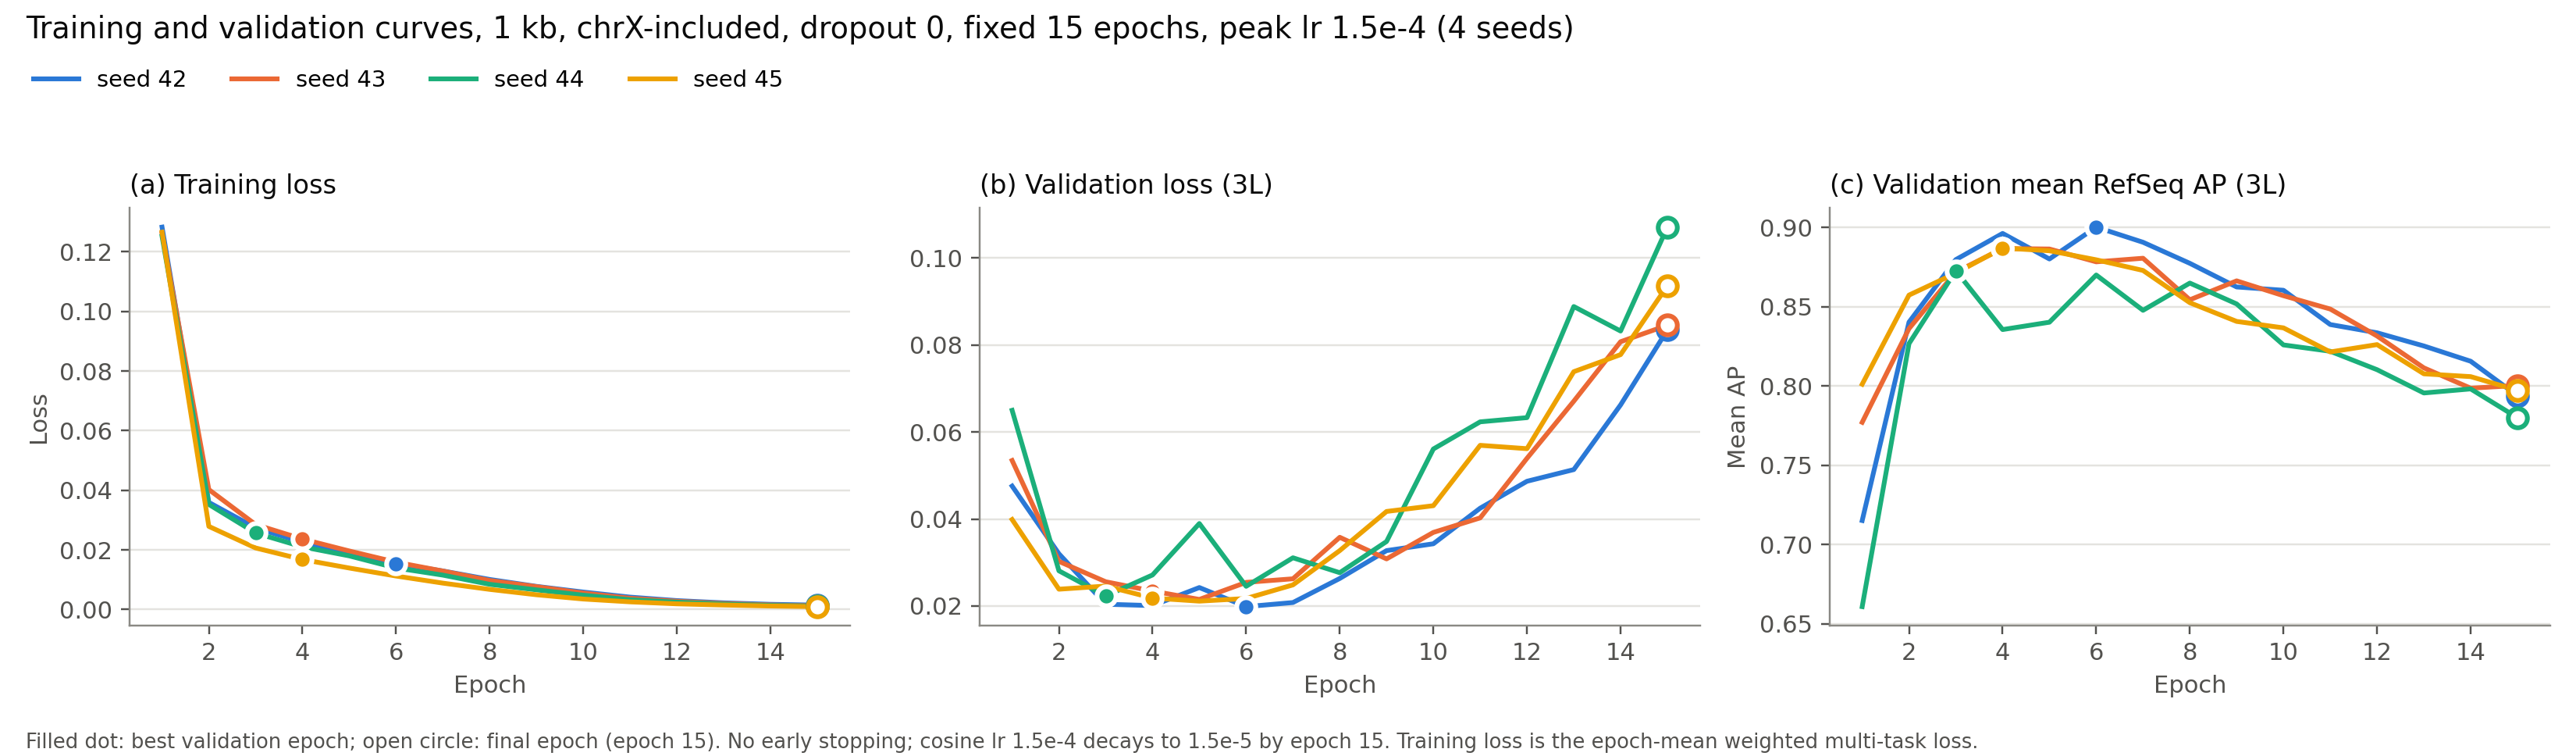 Training and validation curves, 1 kb, chrX-included, dropout 0, fixed 15 epochs, peak lr 1.5e-4 (4 seeds)
seed 42 seed 43 seed 44 seed 45
(a) Training loss
0.12
0.10
0.08
0.06
0.04
0.02
0.00
Loss
2 4 6 8 10 12 14
Epoch
(b) Validation loss (3L)
0.10
0.08
0.06
0.04
0.02
2 4 6 8 10 12 14
Epoch
(c) Validation mean RefSeq AP (3L)
0.90
0.85
0.80
0.75
0.70
0.65
Mean AP
2 4 6 8 10 12 14
Epoch
Filled dot: best validation epoch; open circle: final epoch (epoch 15). No early stopping; cosine lr 1.5e-4 decays to 1.5e-5 by epoch 15. Training loss is the epoch-mean weighted multi-task loss.